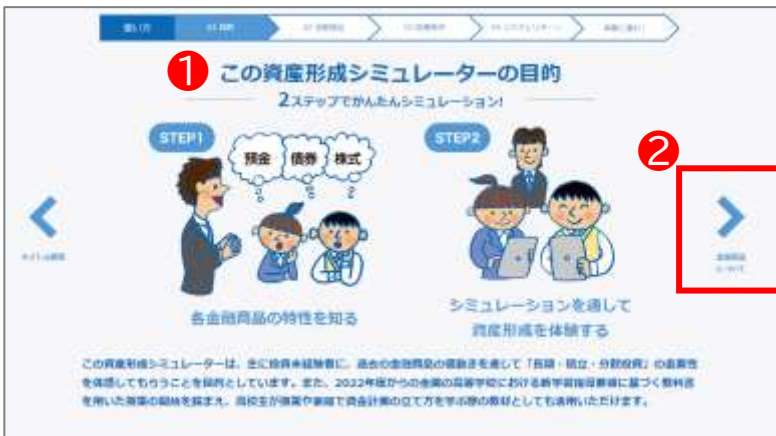 使い方
01 目的
1
この資産形成シミュレーターの目的
2ステップでかんたんシミュレーション!
STEP1
預金
債券
株式
各金融商品の特性を知る
STEP2
シミュレーションを通して
資産形成を体験する
2
この資産形成シミュレーターは、主に投資未経験者に、過去の金融商品の値動きを通して「長期・積立・分散投資」の重要性
を体感してもらうことを目的としています。また、2022年度からの全国の高等学校における新学習指導要領に基づく教科書
を用いた授業の開始を踏まえ、高校生が授業や家庭で資金計画の立て方を学ぶ際の教材としても活用いただけます。